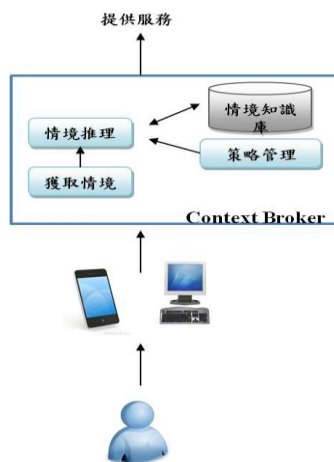 提供服務
情境知識
庫
情境推理
策略管理
獲取情境
Context Broker